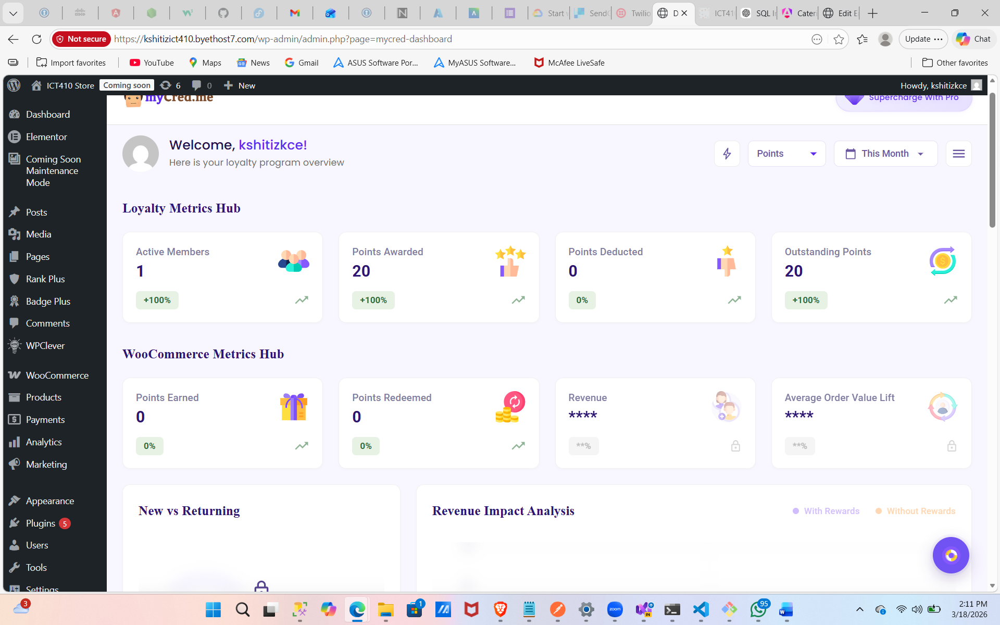 D
Start
SendG
Twilio
ICT41
SQL I
Cateri
Edit E
Not secure
https://kshitizict410.byethost7.com/wp-admin/admin.php?page=mycred-dashboard
Update
Chat
Import favorites
YouTube
Maps
News
Gmail
ASUS Software Por...
MyASUS Software...
McAfee LiveSafe
Other favorites
ICT410 Store
Coming soon
6
0
New
Howdy, kshitizkce
myCred.me
Supercharge With Pro
Dashboard
Elementor
Coming Soon
Maintenance
Mode
Posts
Media
Pages
Rank Plus
Badge Plus
Comments
WPClever
WooCommerce
Products
Payments
Analytics
Marketing
Appearance
Plugins 5
Users
Tools
Settings
Welcome, kshitizkce!
Here is your loyalty program overview
Points
This Month
Loyalty Metrics Hub
Active Members
1
+100%
Points Awarded
20
+100%
Points Deducted
0
0%
Outstanding Points
20
+100%
WooCommerce Metrics Hub
Points Earned
0
0%
Points Redeemed
0
0%
Revenue
****
**%
Average Order Value Lift
****
**%
New vs Returning
Revenue Impact Analysis
With Rewards
Without Rewards
3
1
zoom
95
2:11 PM
3/18/2026